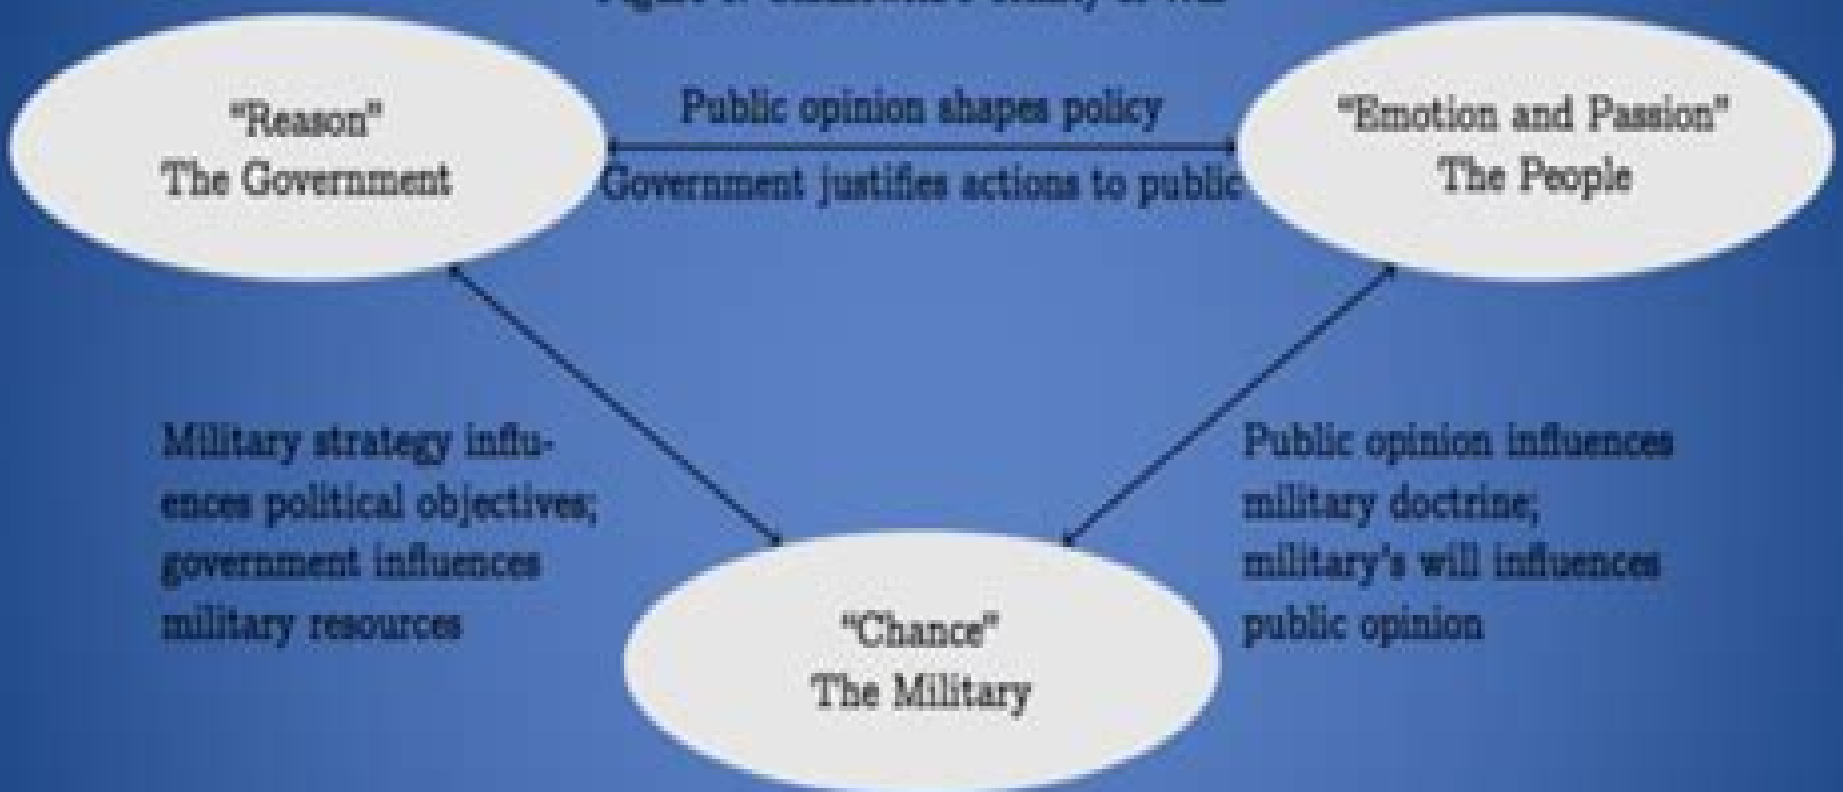 “Reason”
The Government
Public opinion shapes policy
Government justifies actions to public
“Emotion and Passion”
The People
Military strategy influ-
ences political objectives;
government influences
military resources
Public opinion influences
military doctrine;
military’s will influences
public opinion
“Chance”
The Military